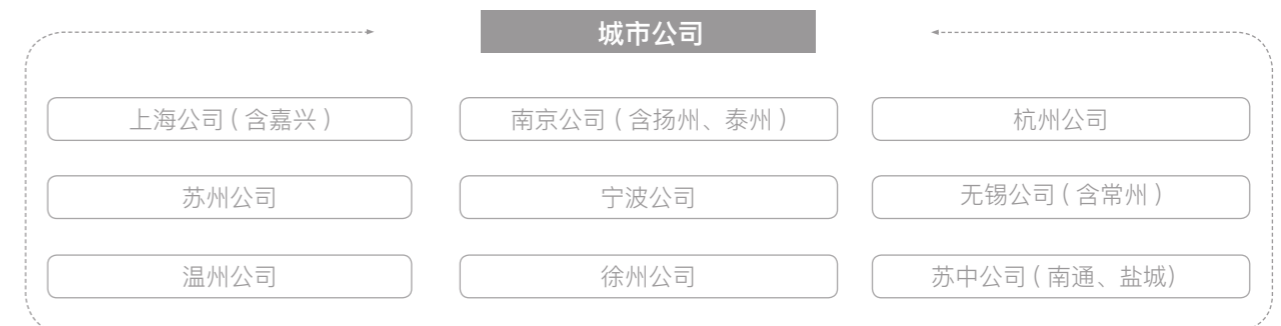 城市公司
上海公司 ( 含嘉兴 )
南京公司 ( 含扬州、泰州 )
杭州公司
苏州公司
宁波公司
无锡公司 ( 含常州 )
温州公司
徐州公司
苏中公司 ( 南通、盐城)